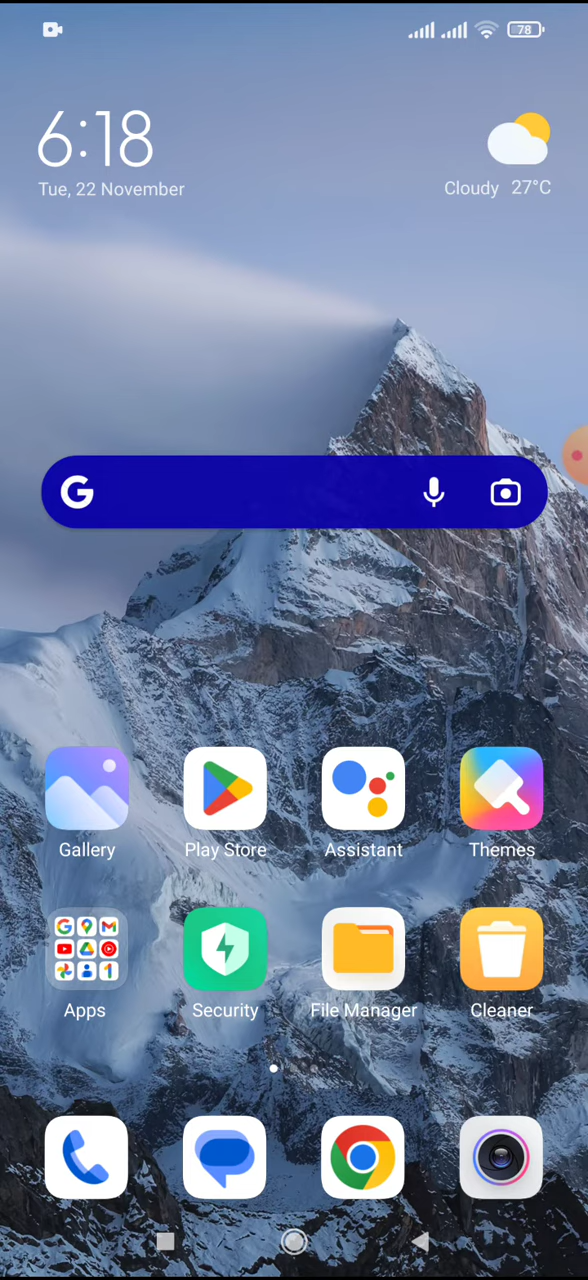 78
6:18
Tue, 22 November
Cloudy 27°C
Gallery
Play Store
Assistant
Themes
Apps
Security
File Manager
Cleaner